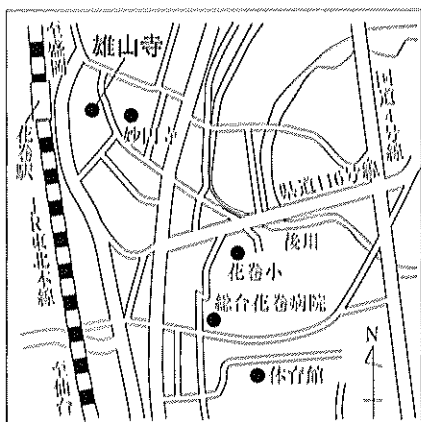 至盛岡
雄山寺
妙円寺
花巻駅
JR東北本線
国道4号線
県道116号線
後川
花巻小
総合花巻病院
体育館
至仙台
N